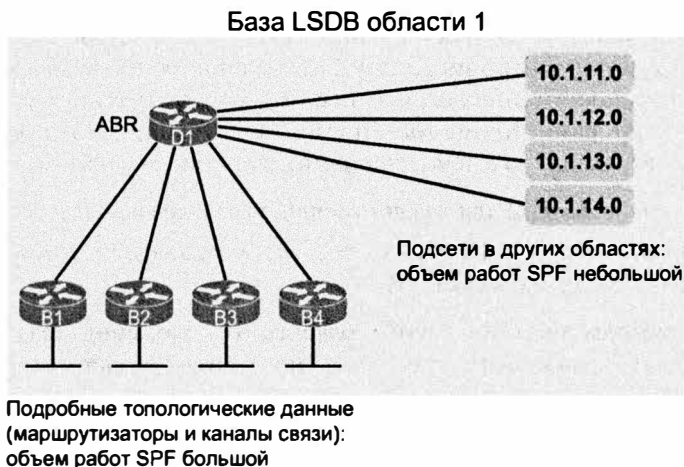 База LSDB области 1
ABR
D1
10.1.11.0
10.1.12.0
10.1.13.0
10.1.14.0
Подсети в других областях:
объем работ SPF небольшой
B1
B2
B3
B4
Подробные топологические данные
(маршрутизаторы и каналы связи):
объем работ SPF большой